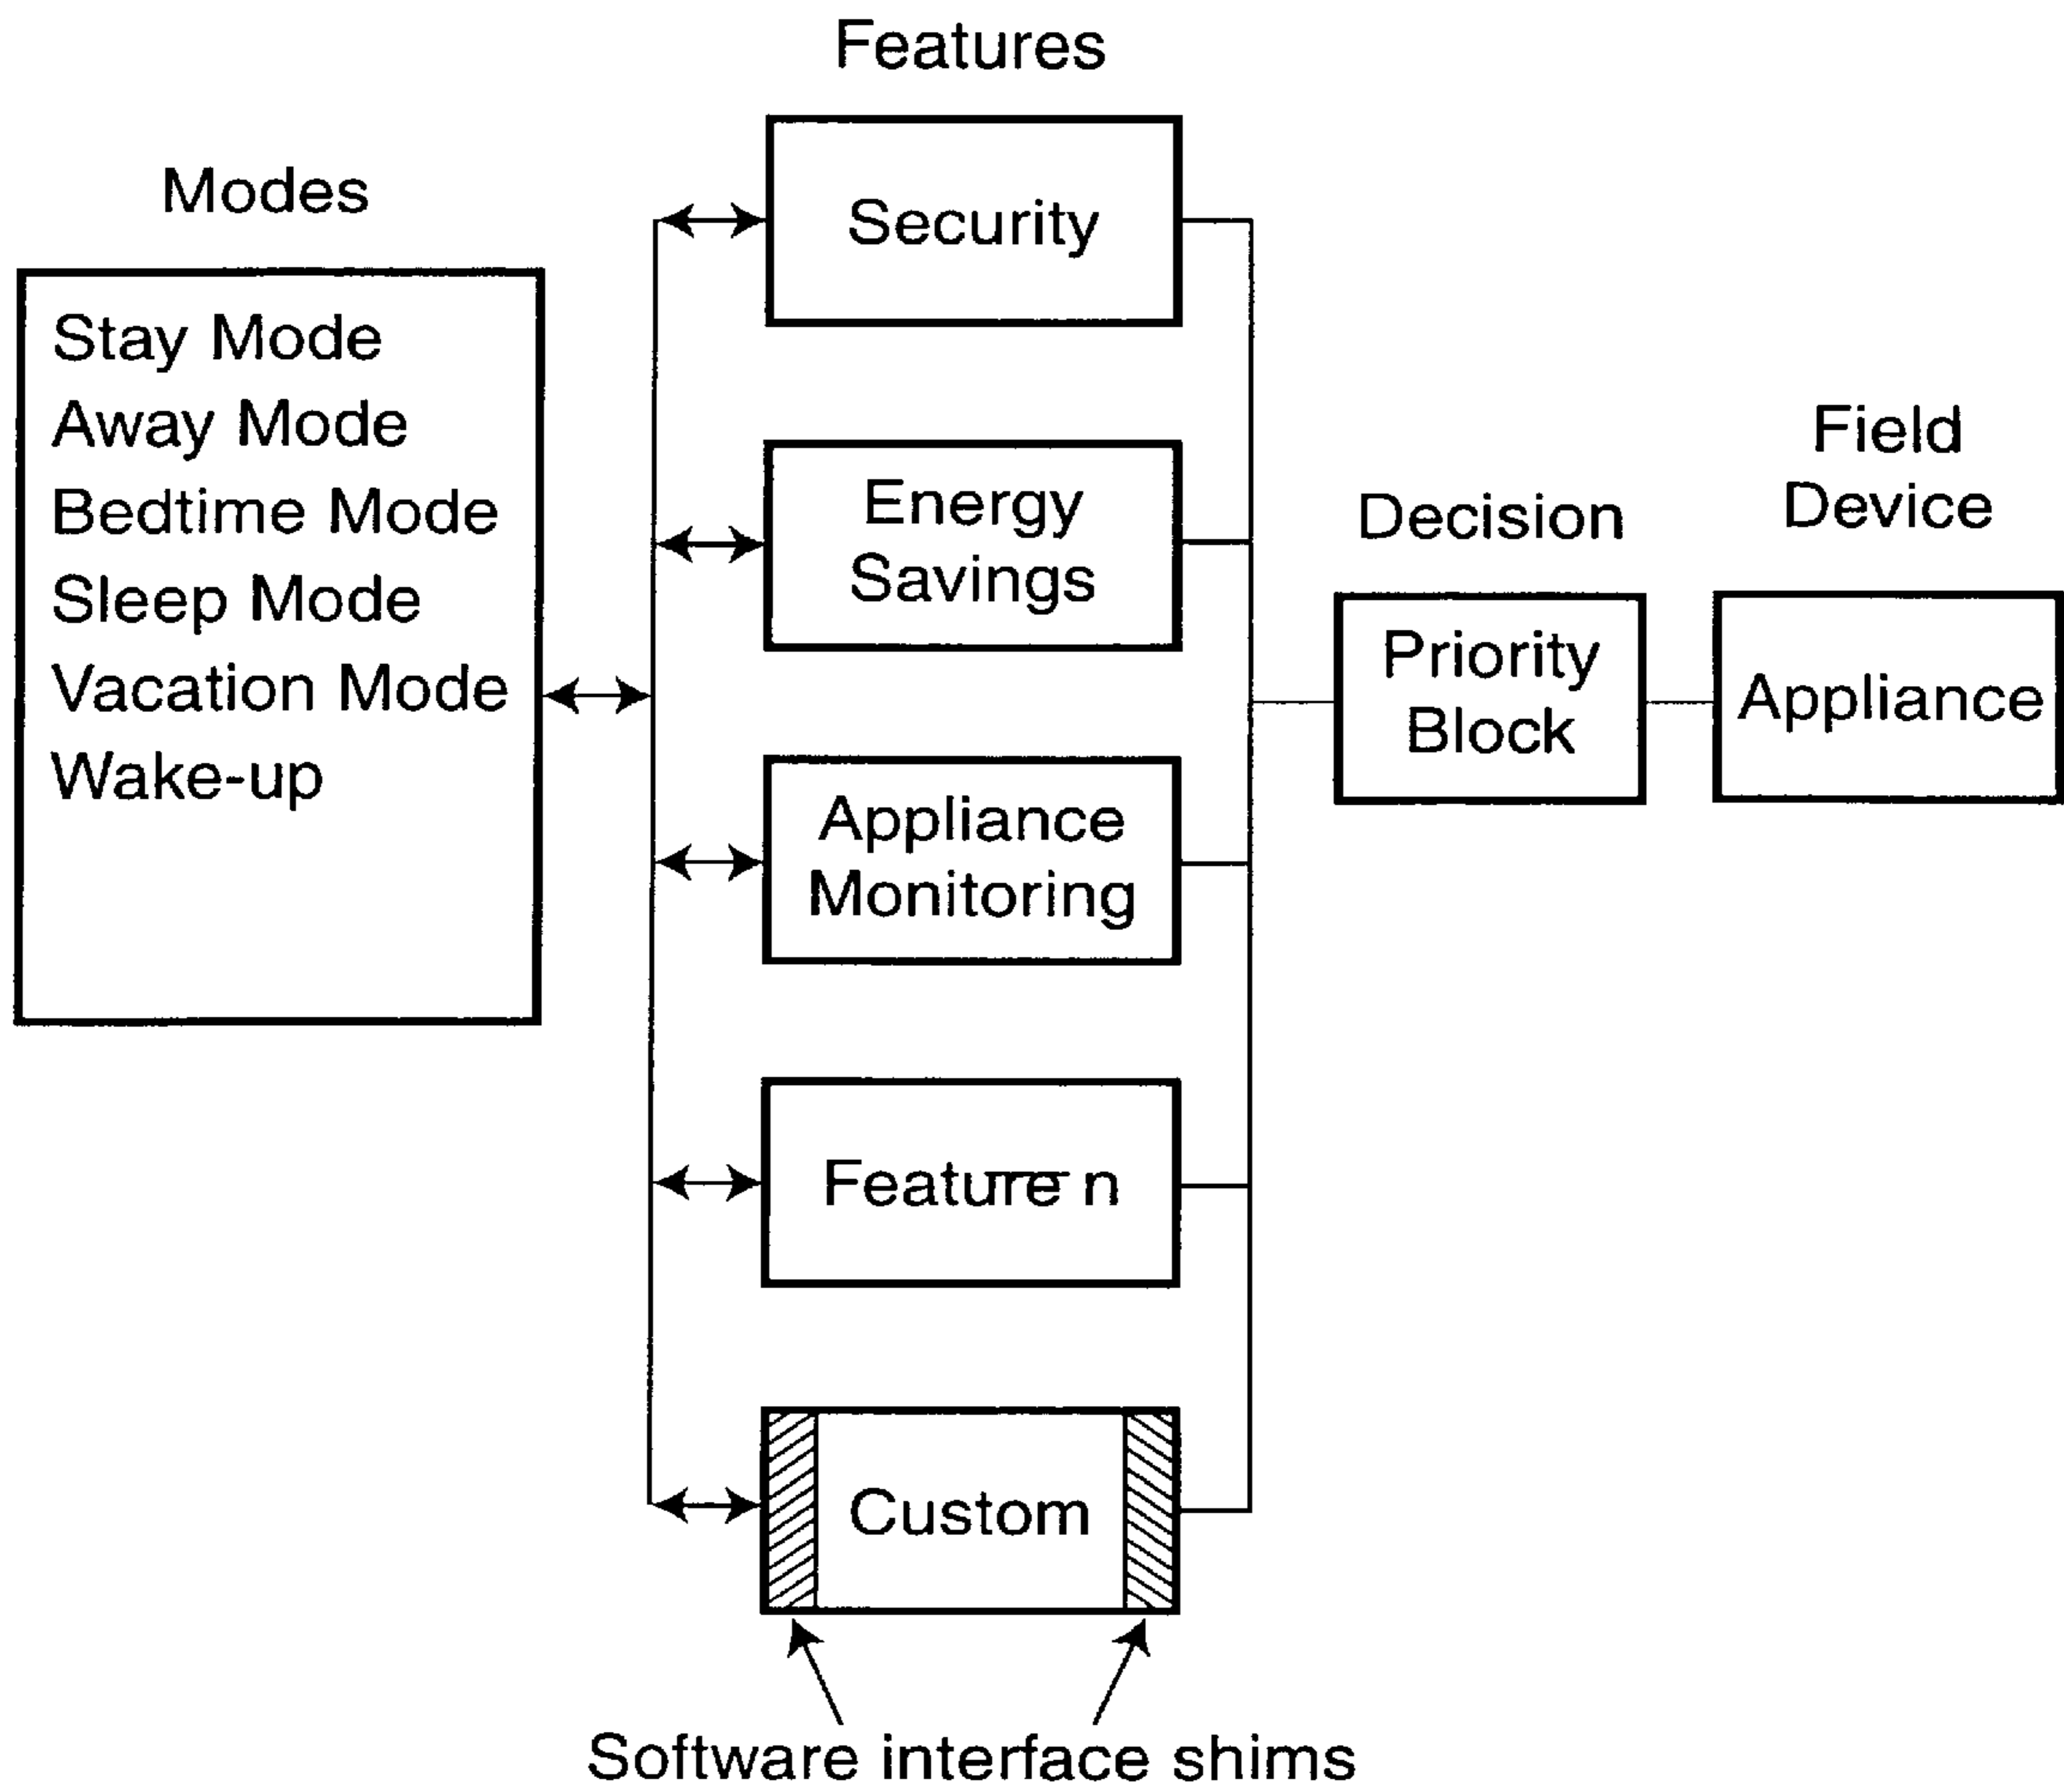 Features
Modes
Stay Mode
Away Mode
Bedtime Mode
Sleep Mode
Vacation Mode
Wake-up
Security
Energy
Savings
Appliance
Monitoring
Feature n
Custom
Decision
Priority
Block
Field
Device
Appliance
Software interface shims